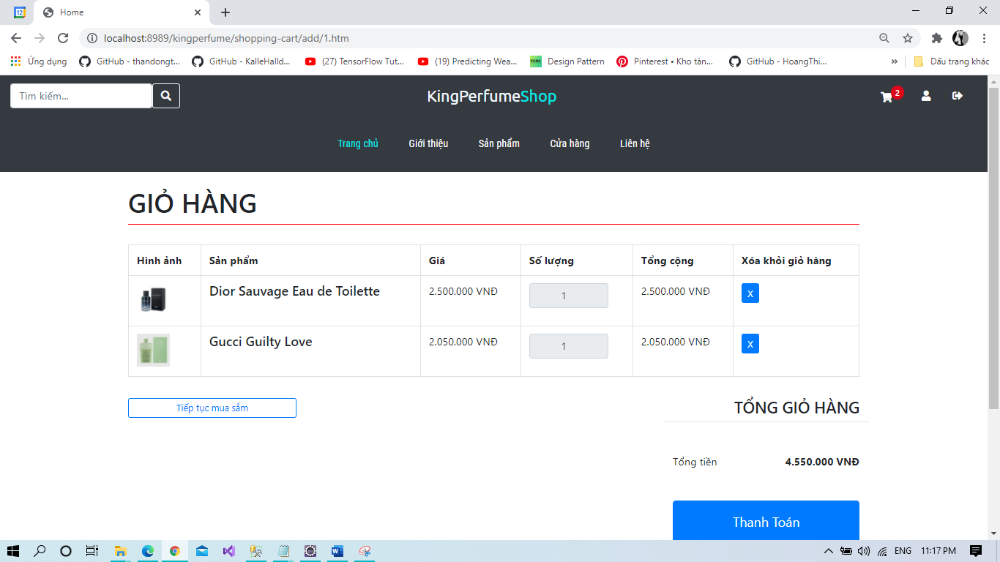 12 Home
localhost:8989/kingperfume/shopping-cart/add/1.htm
Ứng dụng GitHub - thandongt... GitHub - KalleHalld... (27) TensorFlow Tut... (19) Predicting Wea... Design Pattern Pinterest • Kho tàn... GitHub - HoangThi... » Dấu trang khác
Tìm kiếm... KingPerfumeShop 2
Trang chủ Giới thiệu Sản phẩm Cửa hàng Liên hệ
GIỎ HÀNG
Hình ảnh Sản phẩm Giá Số lượng Tổng cộng Xóa khỏi giỏ hàng
Dior Sauvage Eau de Toilette 2.500.000 VNĐ 1 2.500.000 VNĐ X
Gucci Guilty Love 2.050.000 VNĐ 1 2.050.000 VNĐ X
Tiếp tục mua sắm TỔNG GIỎ HÀNG
Tổng tiền 4.550.000 VNĐ
Thanh Toán
ENG 11:17 PM